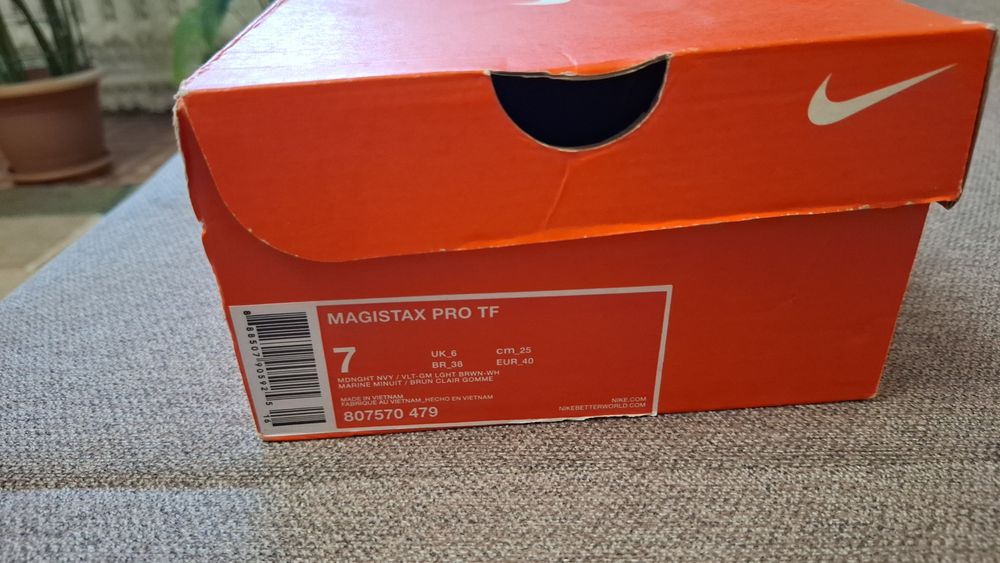 MAGISTAX PRO TF
7
UK_6 cm_25
BR_38 EUR_40
MDNGHT NVY / VLT-GM LGHT BRWN-WH
MARINE MINUIT / BRUN CLAIR GOMME
MADE IN VIETNAM
FABRIQUE AU VIETNAM_HECHO EN VIETNAM
807570 479
NIKE.COM
NIKEBETTERWORLD.COM